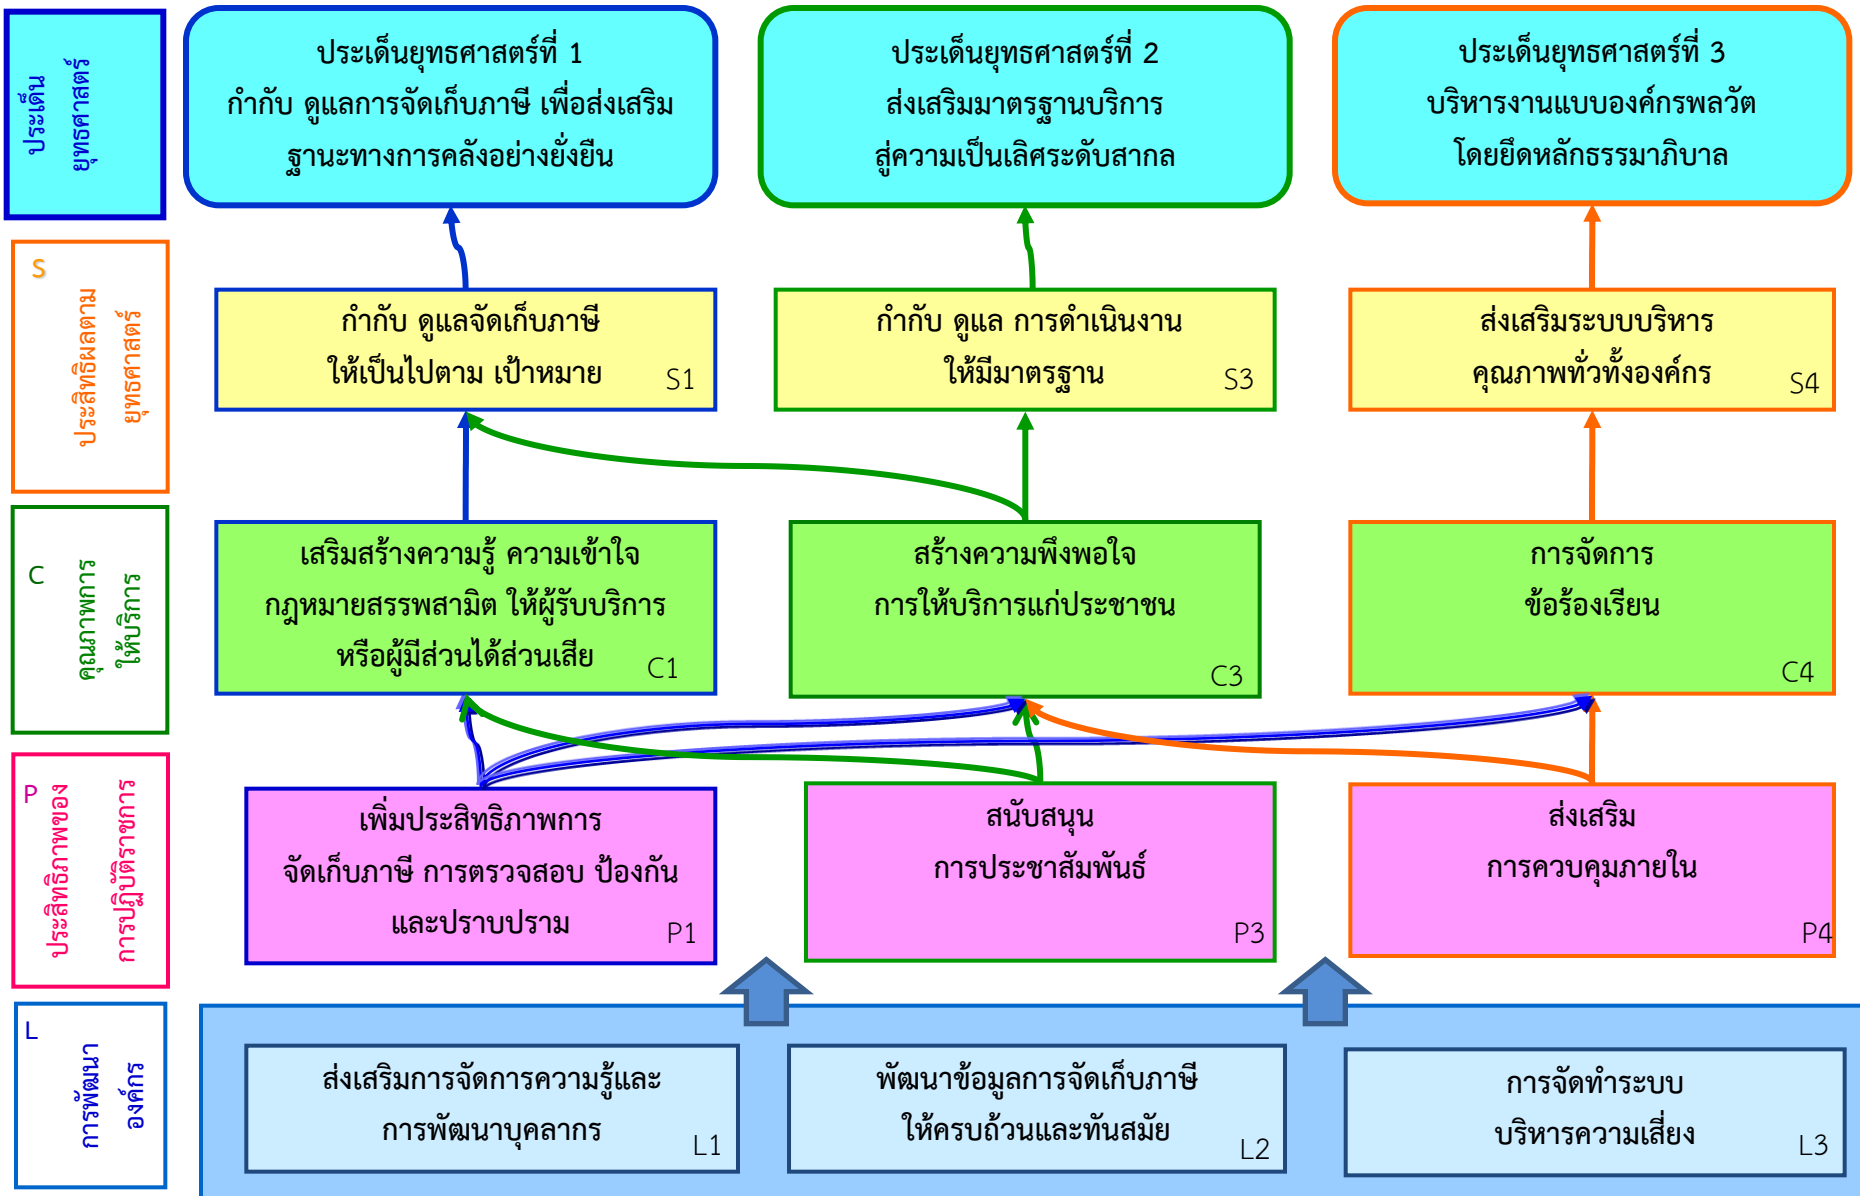 ประเด็น
ยุทธศาสตร์
ประเด็นยุทธศาสตร์ที่ 1
กำกับ ดูแลการจัดเก็บภาษี เพื่อส่งเสริม
ฐานะทางการคลังอย่างยั่งยืน
ประเด็นยุทธศาสตร์ที่ 2
ส่งเสริมมาตรฐานบริการ
สู่ความเป็นเลิศระดับสากล
ประเด็นยุทธศาสตร์ที่ 3
บริหารงานแบบองค์กรพลวัต
โดยยึดหลักธรรมาภิบาล
S
ประสิทธิผลตาม
ยุทธศาสตร์
กำกับ ดูแลจัดเก็บภาษี
ให้เป็นไปตาม เป้าหมาย
S1
กำกับ ดูแล การดำเนินงาน
ให้มีมาตรฐาน
S3
ส่งเสริมระบบบริหาร
คุณภาพทั่วทั้งองค์กร
S4
C
คุณภาพการ
ให้บริการ
เสริมสร้างความรู้ ความเข้าใจ
กฎหมายสรรพสามิต ให้ผู้รับบริการ
หรือผู้มีส่วนได้ส่วนเสีย
C1
สร้างความพึงพอใจ
การให้บริการแก่ประชาชน
C3
การจัดการ
ข้อร้องเรียน
C4
P
ประสิทธิภาพของ
การปฏิบัติราชการ
เพิ่มประสิทธิภาพการ
จัดเก็บภาษี การตรวจสอบ ป้องกัน
และปราบปราม
P1
สนับสนุน
การประชาสัมพันธ์
P3
ส่งเสริม
การควบคุมภายใน
P4
L
การพัฒนา
องค์กร
ส่งเสริมการจัดการความรู้และ
การพัฒนาบุคลากร
L1
พัฒนาข้อมูลการจัดเก็บภาษี
ให้ครบถ้วนและทันสมัย
L2
การจัดทำระบบ
บริหารความเสี่ยง
L3